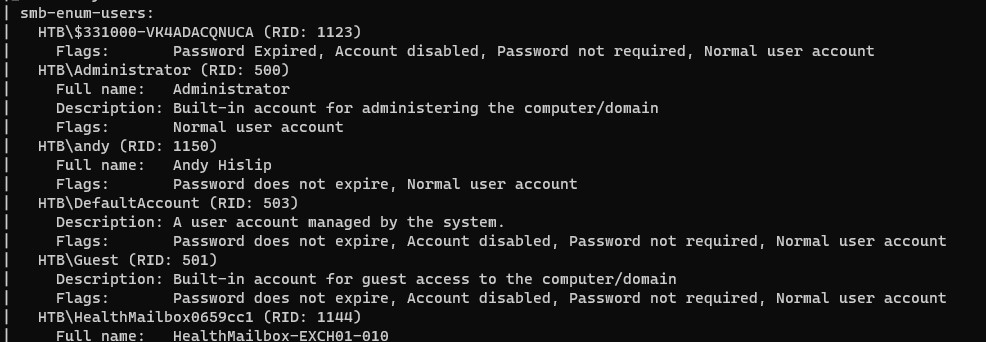 | smb-enum-users:
|   HTB\$331000-VK4ADACQNUCA (RID: 1123)
|     Flags:       Password Expired, Account disabled, Password not required, Normal user account
|   HTB\Administrator (RID: 500)
|     Full name:   Administrator
|     Description: Built-in account for administering the computer/domain
|     Flags:       Normal user account
|   HTB\andy (RID: 1150)
|     Full name:   Andy Hislip
|     Flags:       Password does not expire, Normal user account
|   HTB\DefaultAccount (RID: 503)
|     Description: A user account managed by the system.
|     Flags:       Password does not expire, Account disabled, Password not required, Normal user account
|   HTB\Guest (RID: 501)
|     Description: Built-in account for guest access to the computer/domain
|     Flags:       Password does not expire, Account disabled, Password not required, Normal user account
|   HTB\HealthMailbox0659cc1 (RID: 1144)
|     Full name:   HealthMailbox-EXCH01-010